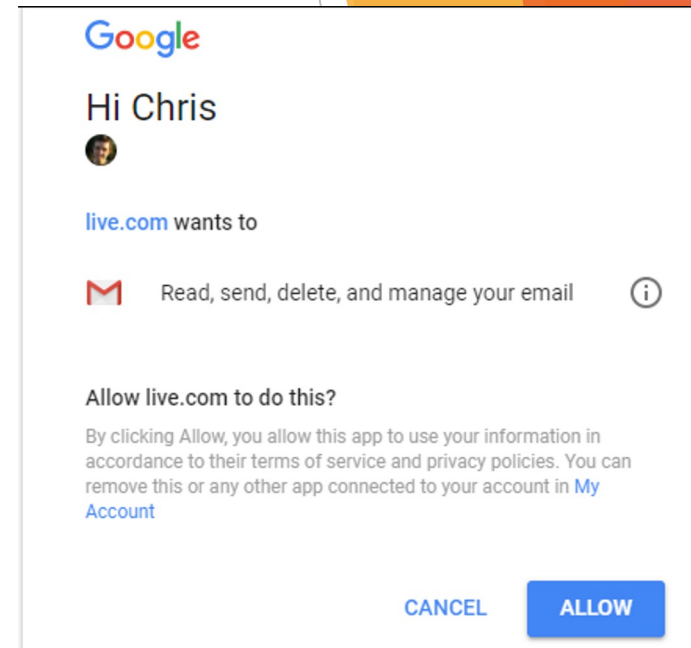 Google
Hi Chris
live.com wants to
Read, send, delete, and manage your email
Allow live.com to do this?
By clicking Allow, you allow this app to use your information in
accordance to their terms of service and privacy policies. You can
remove this or any other app connected to your account in My
Account
CANCEL ALLOW